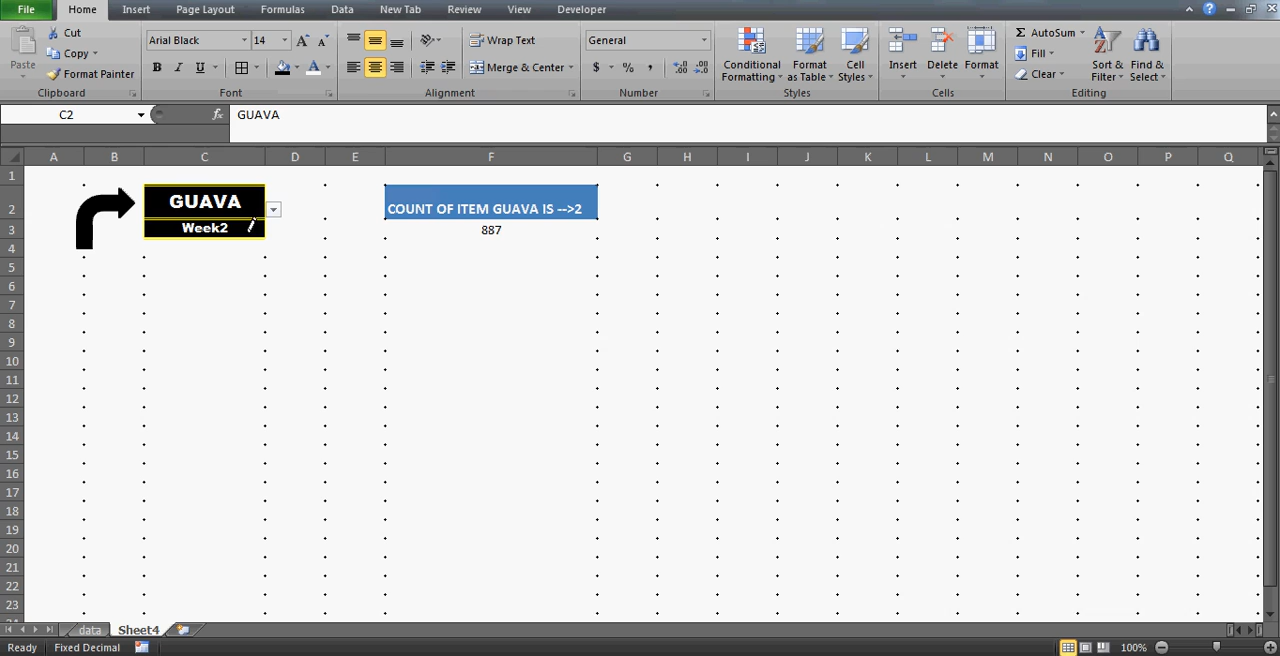 File Home Insert Page Layout Formulas Data New Tab Review View Developer
Paste Cut Copy Format Painter
Clipboard
Arial Black 14 A A
B I U A
Font
Wrap Text
Merge & Center
Alignment
General
$ % , .00
Number
Conditional Formatting Format as Table Cell Styles
Styles
Insert Delete Format
Cells
Σ AutoSum Fill Clear Sort & Filter Find & Select
Editing
C2 fx GUAVA
A B C D E F G H I J K L M N O P Q
1
2 GUAVA COUNT OF ITEM GUAVA IS -->2
3 Week2 887
4
5
6
7
8
9
10
11
12
13
14
15
16
17
18
19
20
21
22
23
data Sheet4
Ready Fixed Decimal 100%